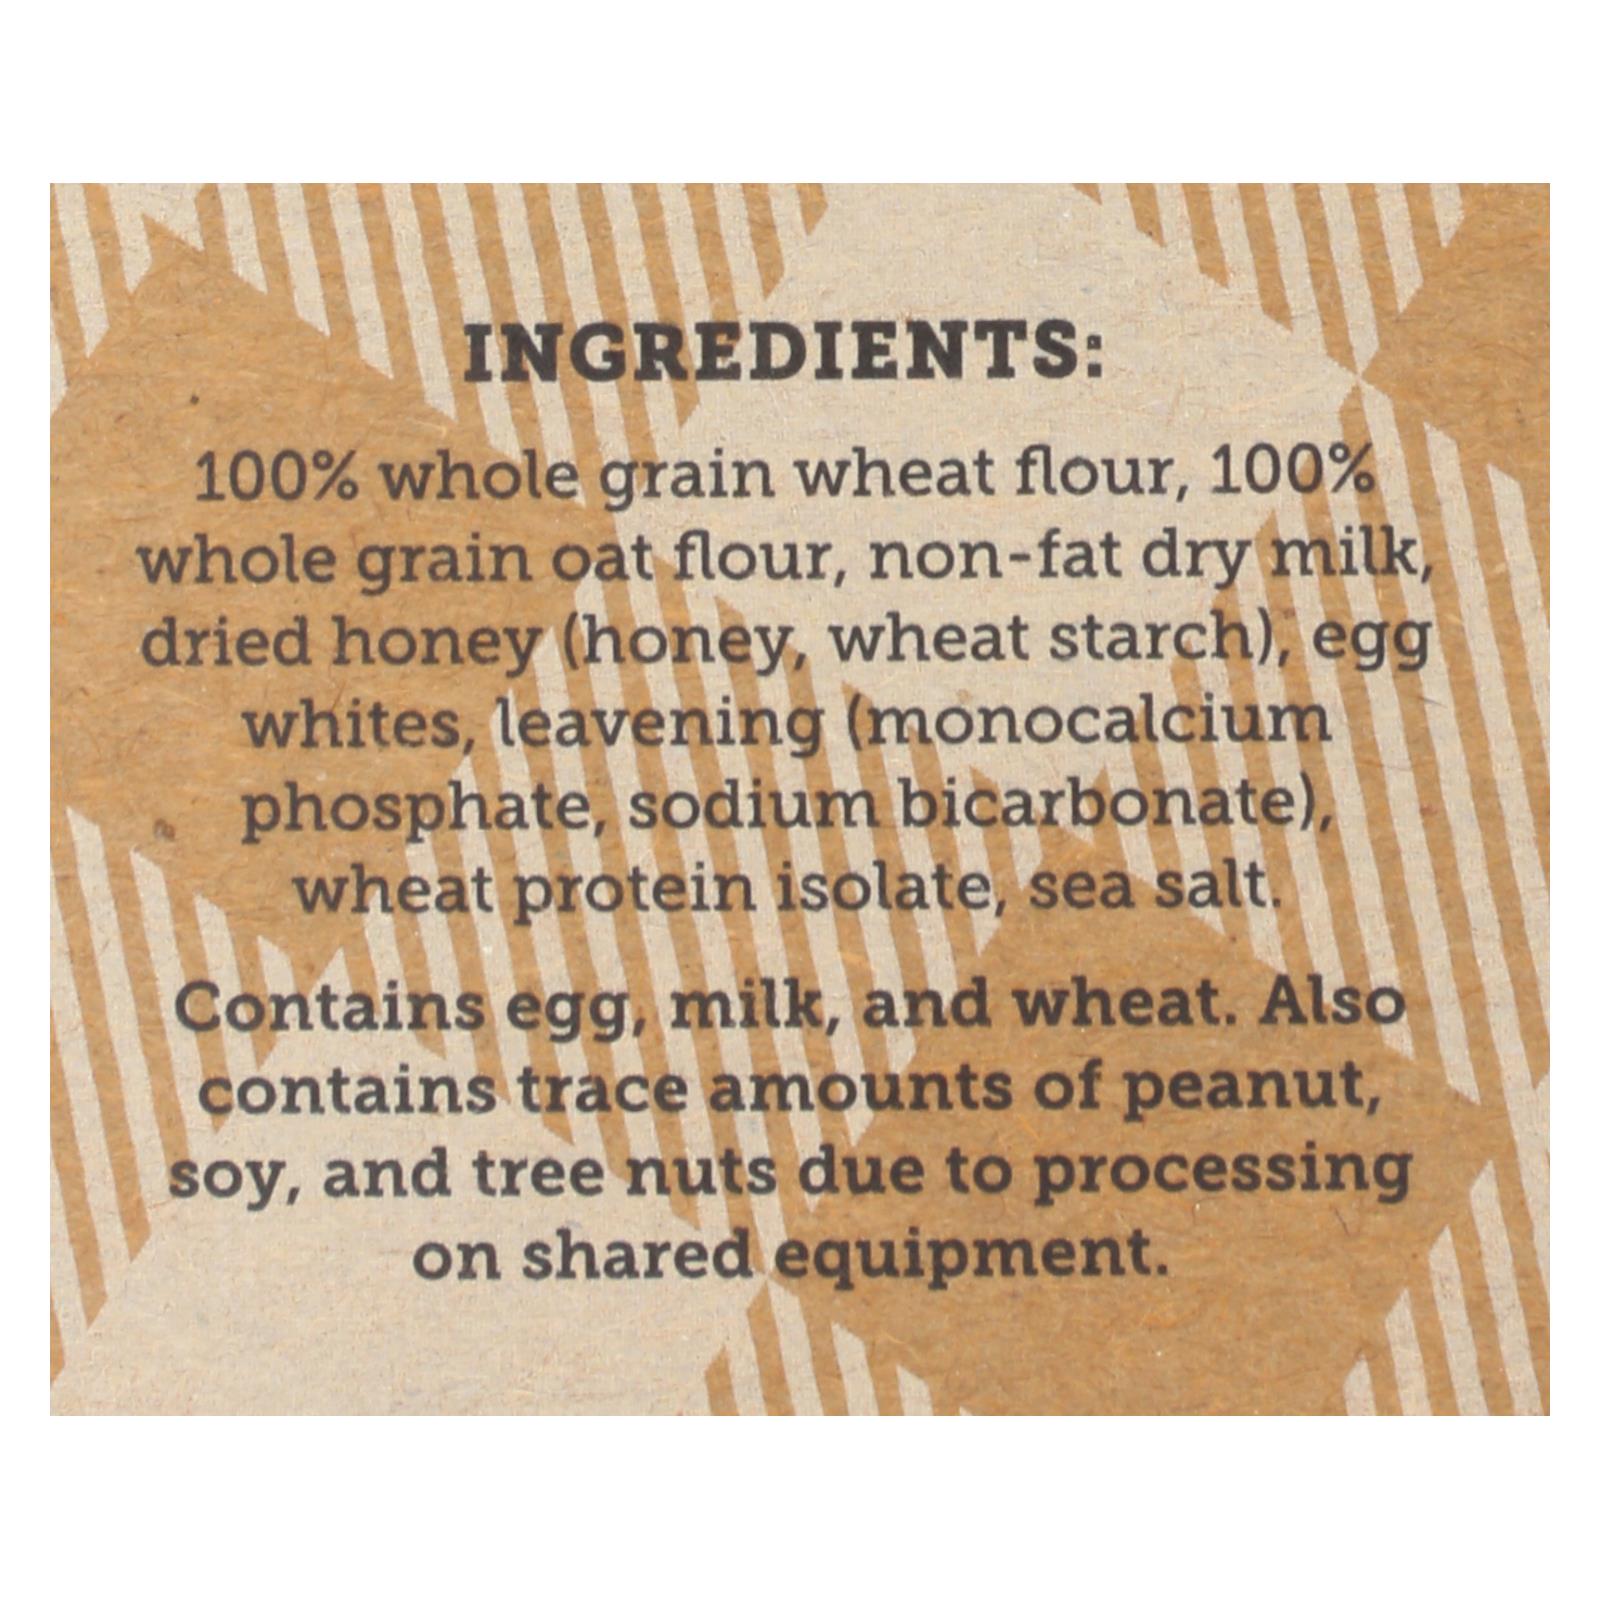 INGREDIENTS:
100% whole grain wheat flour, 100%
whole grain oat flour, non-fat dry milk,
dried honey (honey, wheat starch), egg
whites, leavening (monocalcium
phosphate, sodium bicarbonate),
wheat protein isolate, sea salt.
Contains egg, milk, and wheat. Also
contains trace amounts of peanut,
soy, and tree nuts due to processing
on shared equipment.